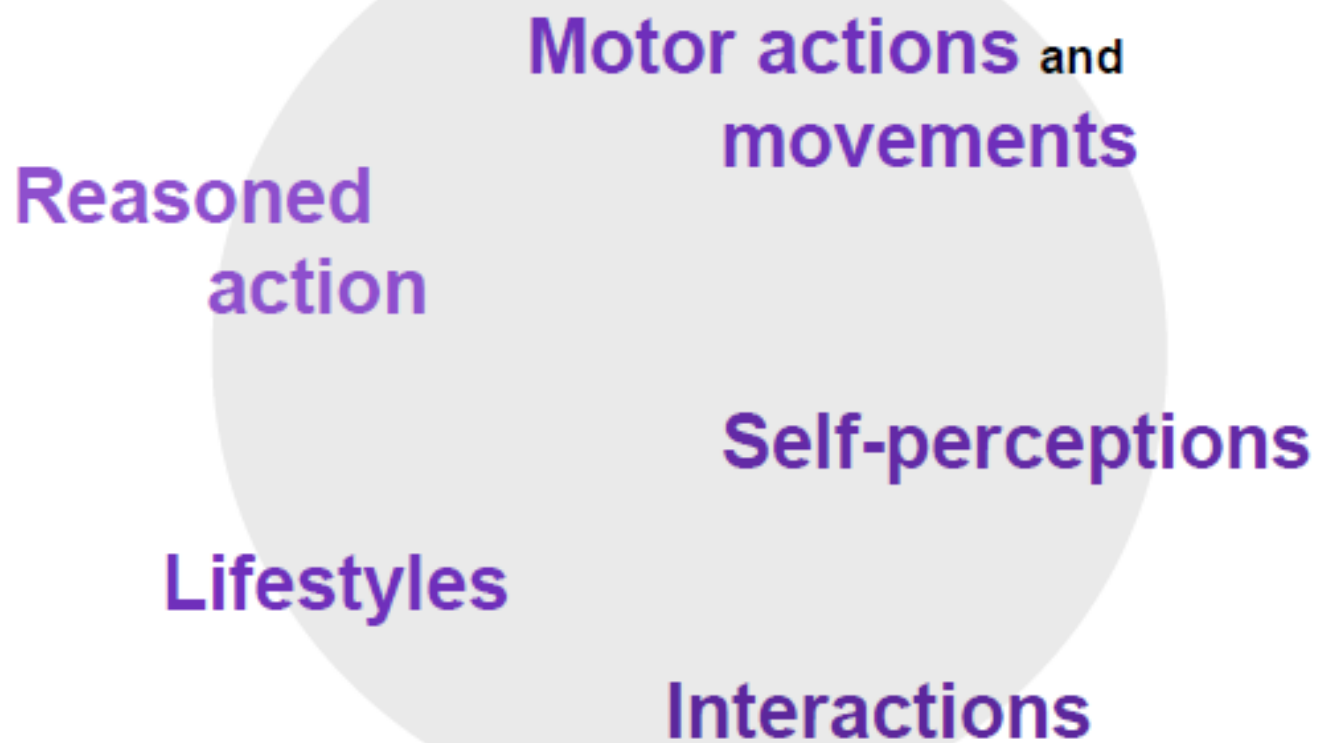 Motor actions and
movements
Reasoned
action
Self-perceptions
Lifestyles
Interactions